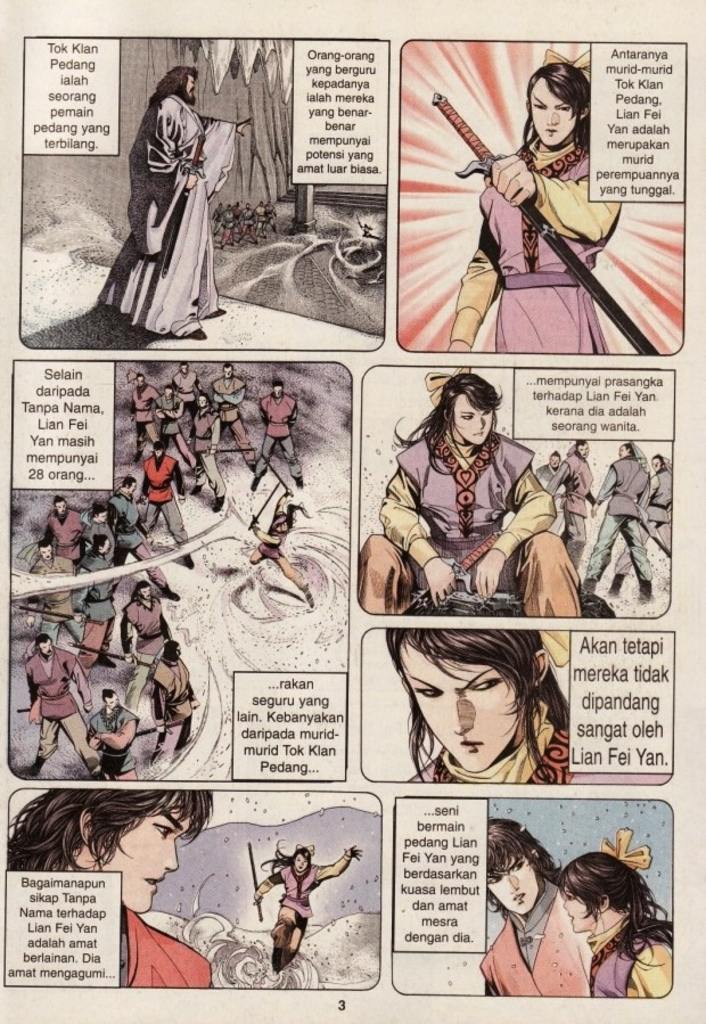 Tok Klan
Pedang
ialah
seorang
pemain
pedang yang
terbilang.
Orang-orang
yang berguru
kepadanya
ialah mereka
yang benar-
benar
mempunyai
potensi yang
amat luar biasa.
Antaranya
murid-murid
Tok Klan
Pedang,
Lian Fei
Yan adalah
merupakan
murid
perempuannya
yang tunggal.
Selain
daripada
Tanpa Nama,
Lian Fei
Yan masih
mempunyai
28 orang...
...rakan
seguru yang
lain. Kebanyakan
daripada murid-
murid Tok Klan
Pedang...
...mempunyai prasangka
terhadap Lian Fei Yan
kerana dia adalah
seorang wanita.
Akan tetapi
mereka tidak
dipandang
sangat oleh
Lian Fei Yan.
Bagaimanapun
sikap Tanpa
Nama terhadap
Lian Fei Yan
adalah amat
berlainan. Dia
amat mengagumi...
...seni
bermain
pedang Lian
Fei Yan yang
berdasarkan
kuasa lembut
dan amat
mesra
dengan dia.
3